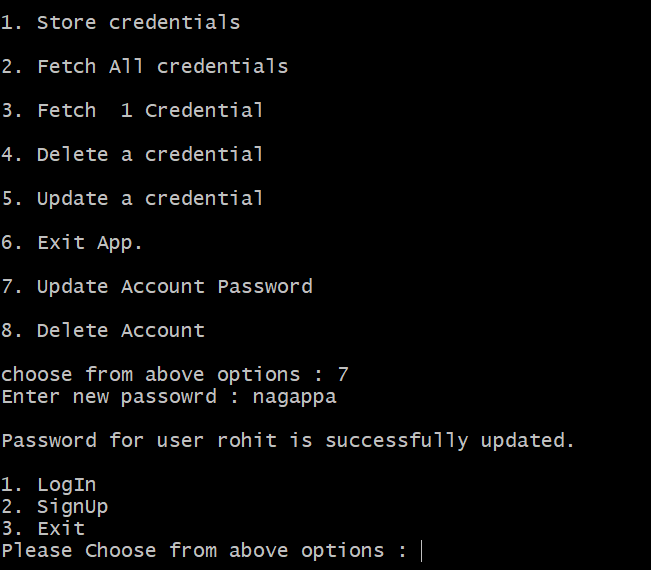 1. Store credentials
2. Fetch All credentials
3. Fetch  1 Credential
4. Delete a credential
5. Update a credential
6. Exit App.
7. Update Account Password
8. Delete Account
choose from above options : 7
Enter new passowrd : nagappa
Password for user rohit is successfully updated.
1. LogIn
2. SignUp
3. Exit
Please Choose from above options :